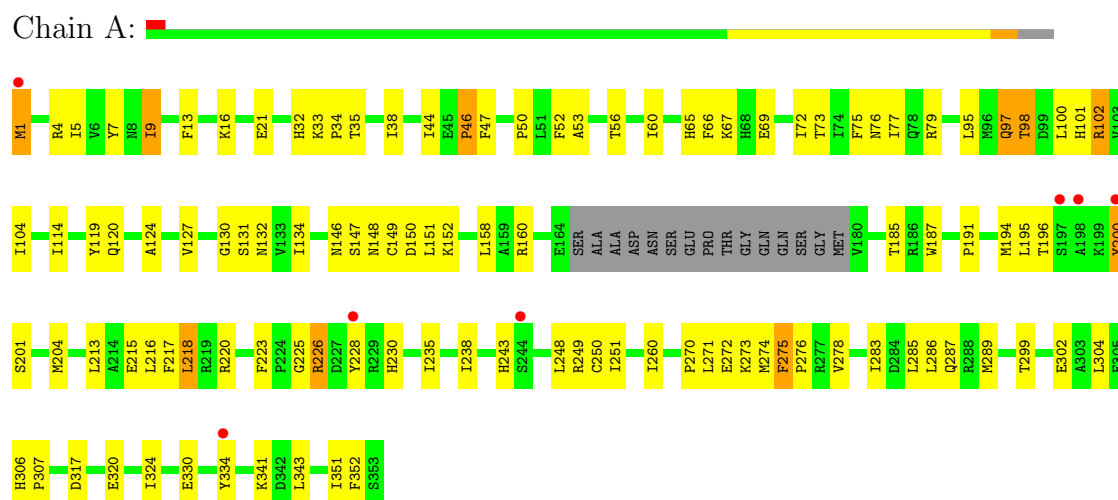 Chain A:
M1 R4 I5 V6 Y7 N8 I9 F13 K16 E21 H32 K33 P34 T35 I38 I44 E45 P46 F47 P50 L51 F52 A53 T56 I60 H65 F66 K67 H68 E69 I72 T73 I74 F75 N76 I77 Q78 R79 L95 M96 Q97 T98 D99 L100 H101 R102 V103
I104 I114 Y119 Q120 A124 V127 G130 S131 N132 V133 I134 N146 S147 N148 C149 D150 L151 K152 L158 A159 R160 E164 SER ALA ALA ASP ASN SER GLU PRO THR GLY GLN GLN SER GLY MET V180 T185 R186 W187 P191 M194 L195 T196 S197 A198 K199 Y200
S201 M204 L213 A214 E215 L216 F217 L218 R219 R220 F223 P224 G225 R226 D227 Y228 R229 H230 I235 I238 H243 S244 L248 R249 C250 I251 I260 P270 L271 E272 K273 M274 F275 P276 R277 V278 I283 D284 L285 L286 Q287 R288 M289 T299 E302 A303 L304 E305
H306 P307 D317 E320 I324 E330 Y334 K341 D342 L343 I351 F352 S353